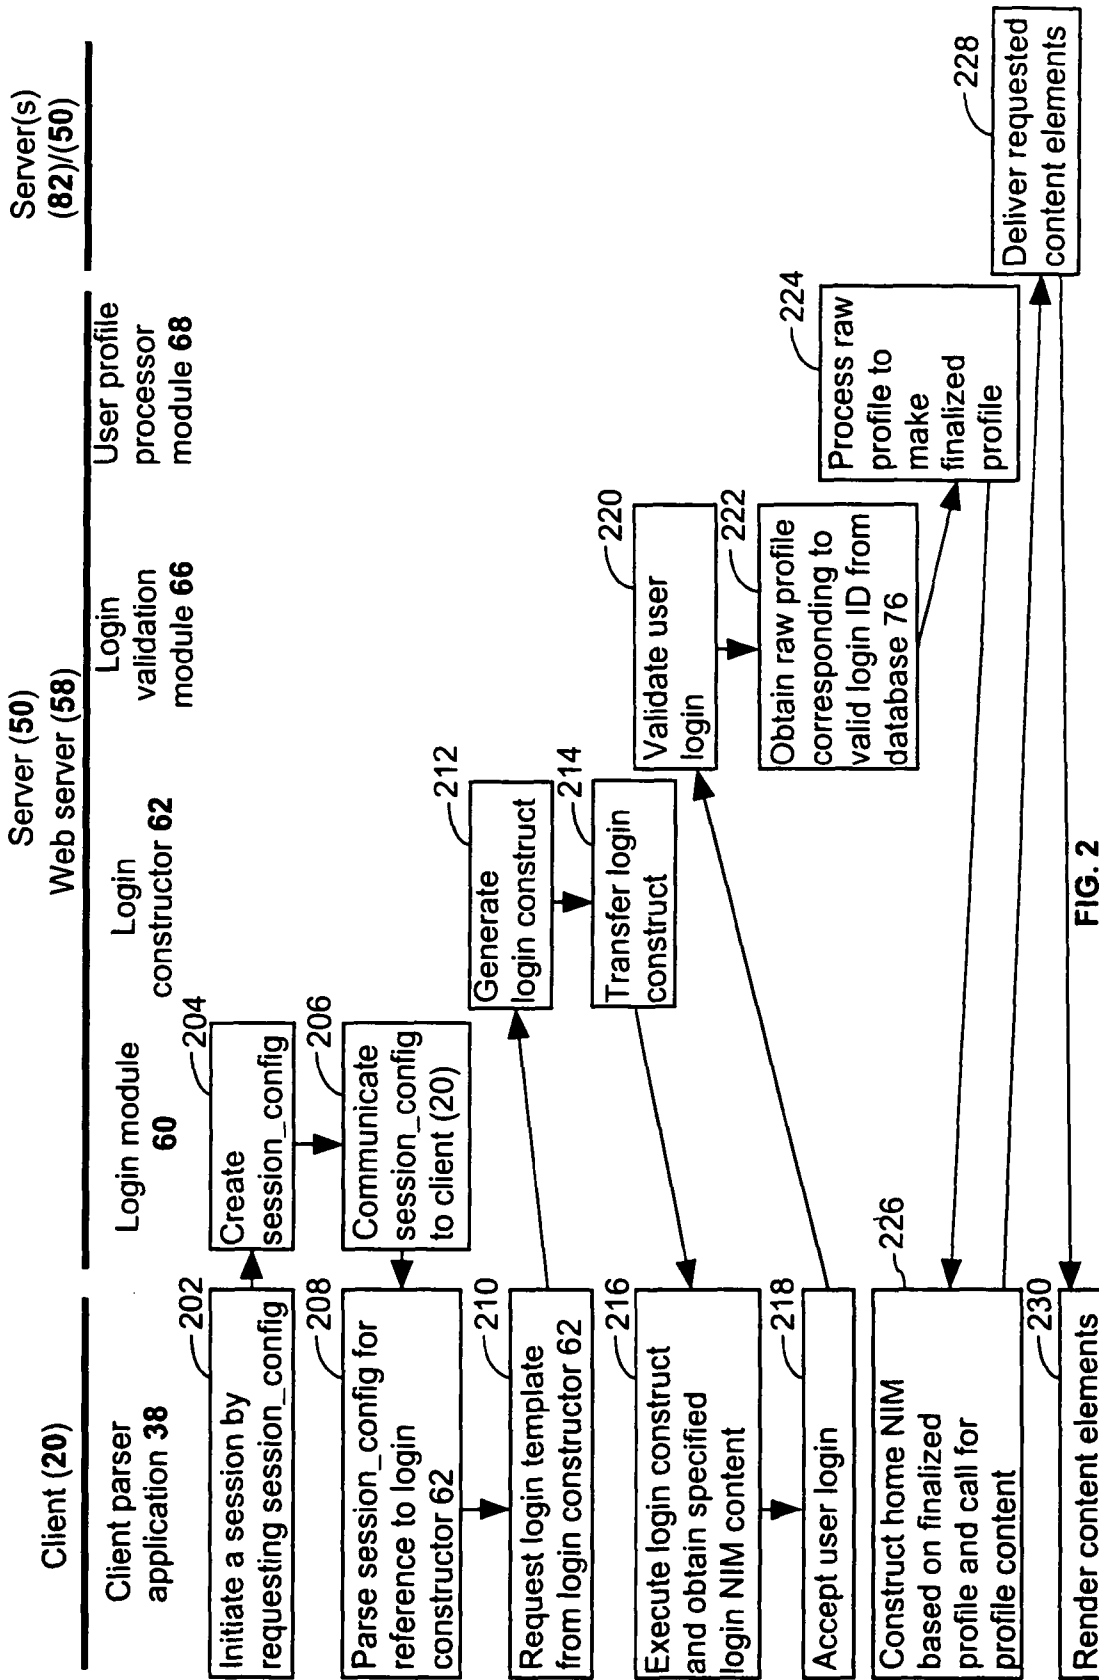 Client (20)
Server (50)
Web server (58)
Server(s)
(82)/(50)
Client parser
application 38
Login module
60
Login
constructor 62
Login
validation
module 66
User profile
processor
module 68
202
Initiate a session by
requesting session_config
204
Create
session_config
206
Communicate
session_config
to client (20)
208
Parse session_config for
reference to login
constructor 62
210
Request login template
from login constructor 62
212
Generate
login construct
214
Transfer login
construct
216
Execute login construct
and obtain specified
login NIM content
218
Accept user login
220
Validate user
login
222
Obtain raw profile
corresponding to
valid login ID from
database 76
224
Process raw
profile to
make
finalized
profile
226
Construct home NIM
based on finalized
profile and call for
profile content
228
Deliver requested
content elements
230
Render content elements
FIG. 2